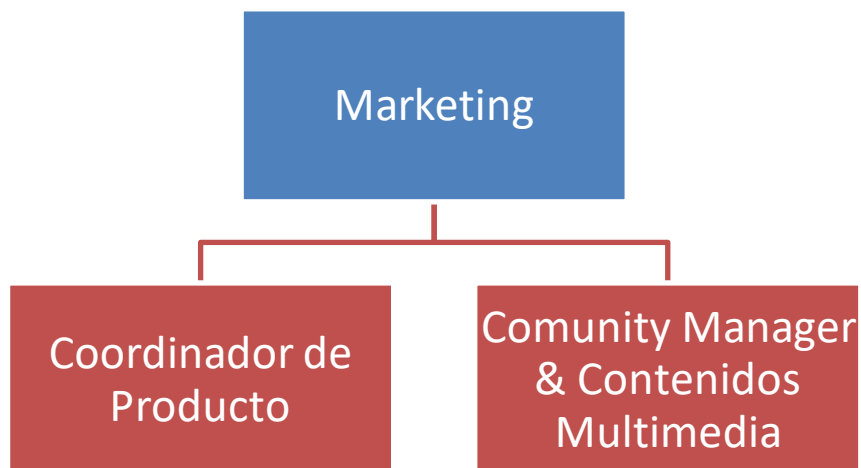 Marketing
Coordinador de
Producto
Comunity Manager
& Contenidos
Multimedia